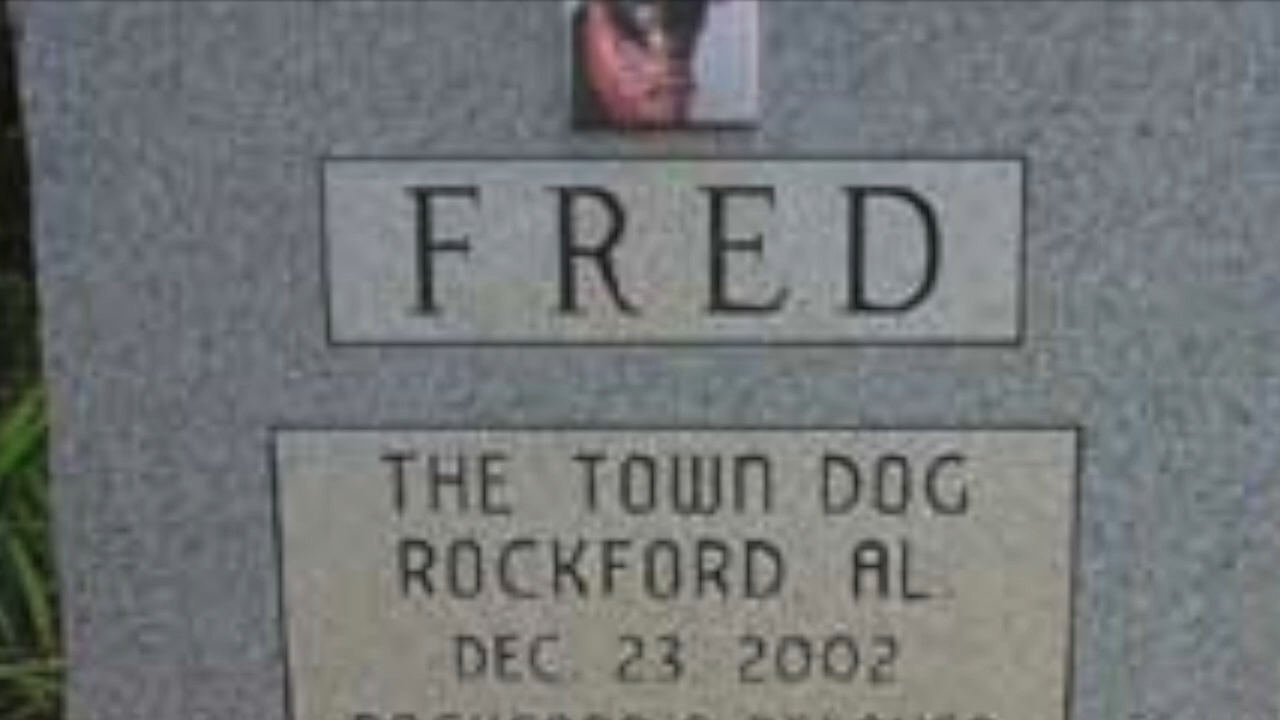 FRED
THE TOWN DOG
ROCKFORD AL.
DEC. 23 2002